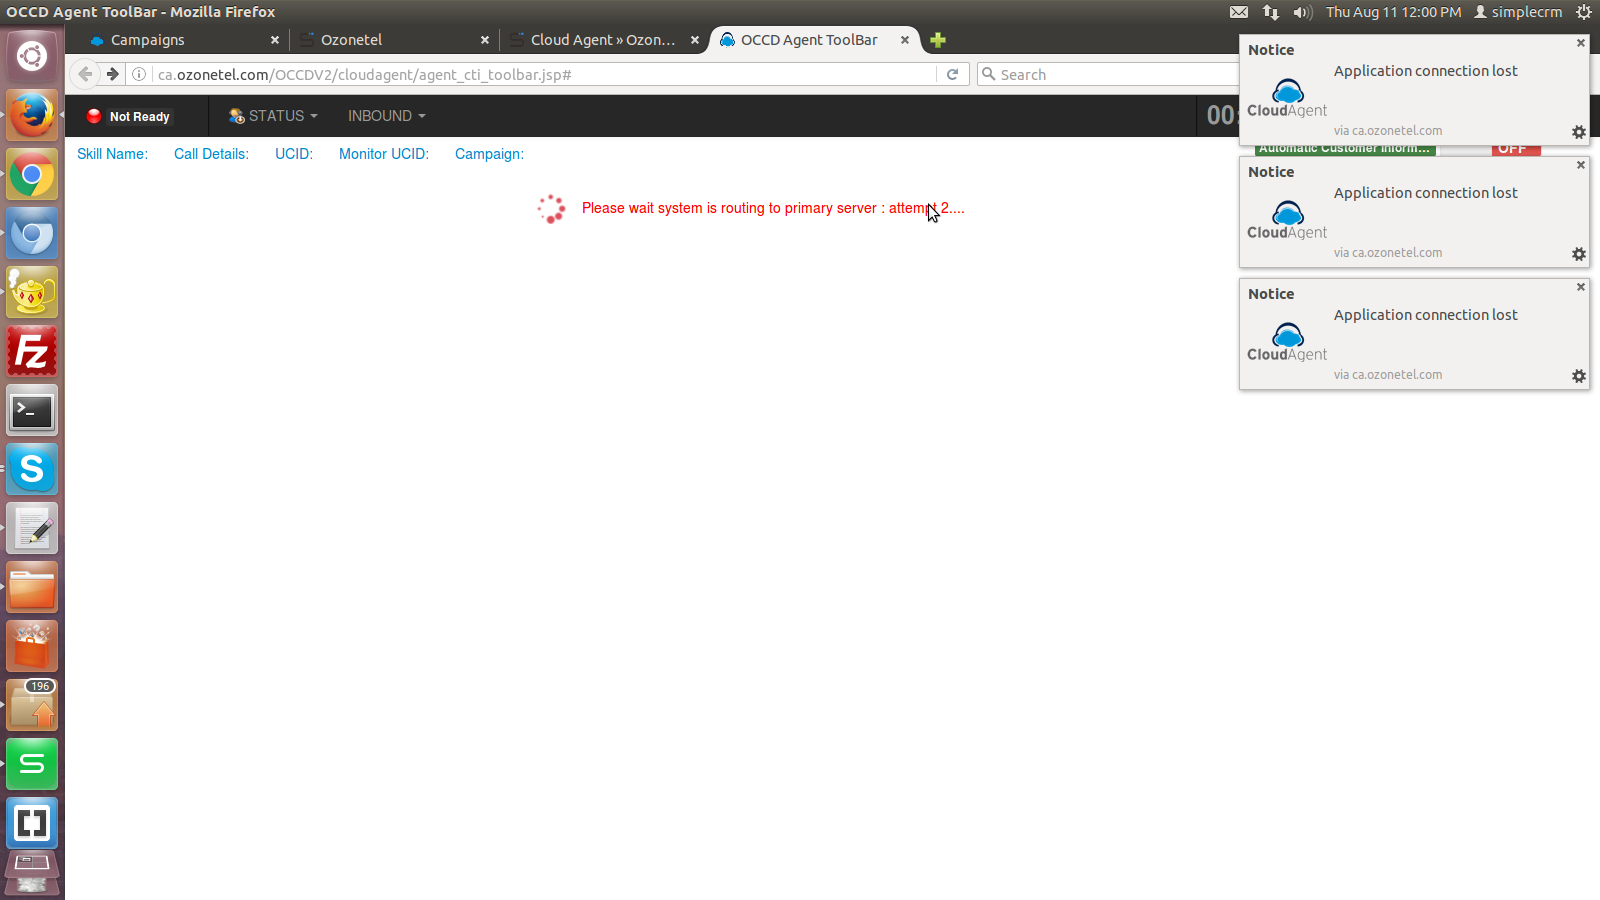 OCCD Agent ToolBar - Mozilla Firefox
Thu Aug 11 12:00 PM
simplecrm
Campaigns
Ozonetel
Cloud Agent » Ozon...
OCCD Agent ToolBar
ca.ozonetel.com/OCCDV2/cloudagent/agent_cti_toolbar.jsp#
Search
Not Ready
STATUS
INBOUND
00:
Skill Name:
Call Details:
UCID:
Monitor UCID:
Campaign:
Automatic Customer Inform...
OFF
Please wait system is routing to primary server : attempt 2....
Notice
Application connection lost
CloudAgent
via ca.ozonetel.com
Notice
Application connection lost
CloudAgent
via ca.ozonetel.com
Notice
Application connection lost
CloudAgent
via ca.ozonetel.com
Fz
>_
S
196
S